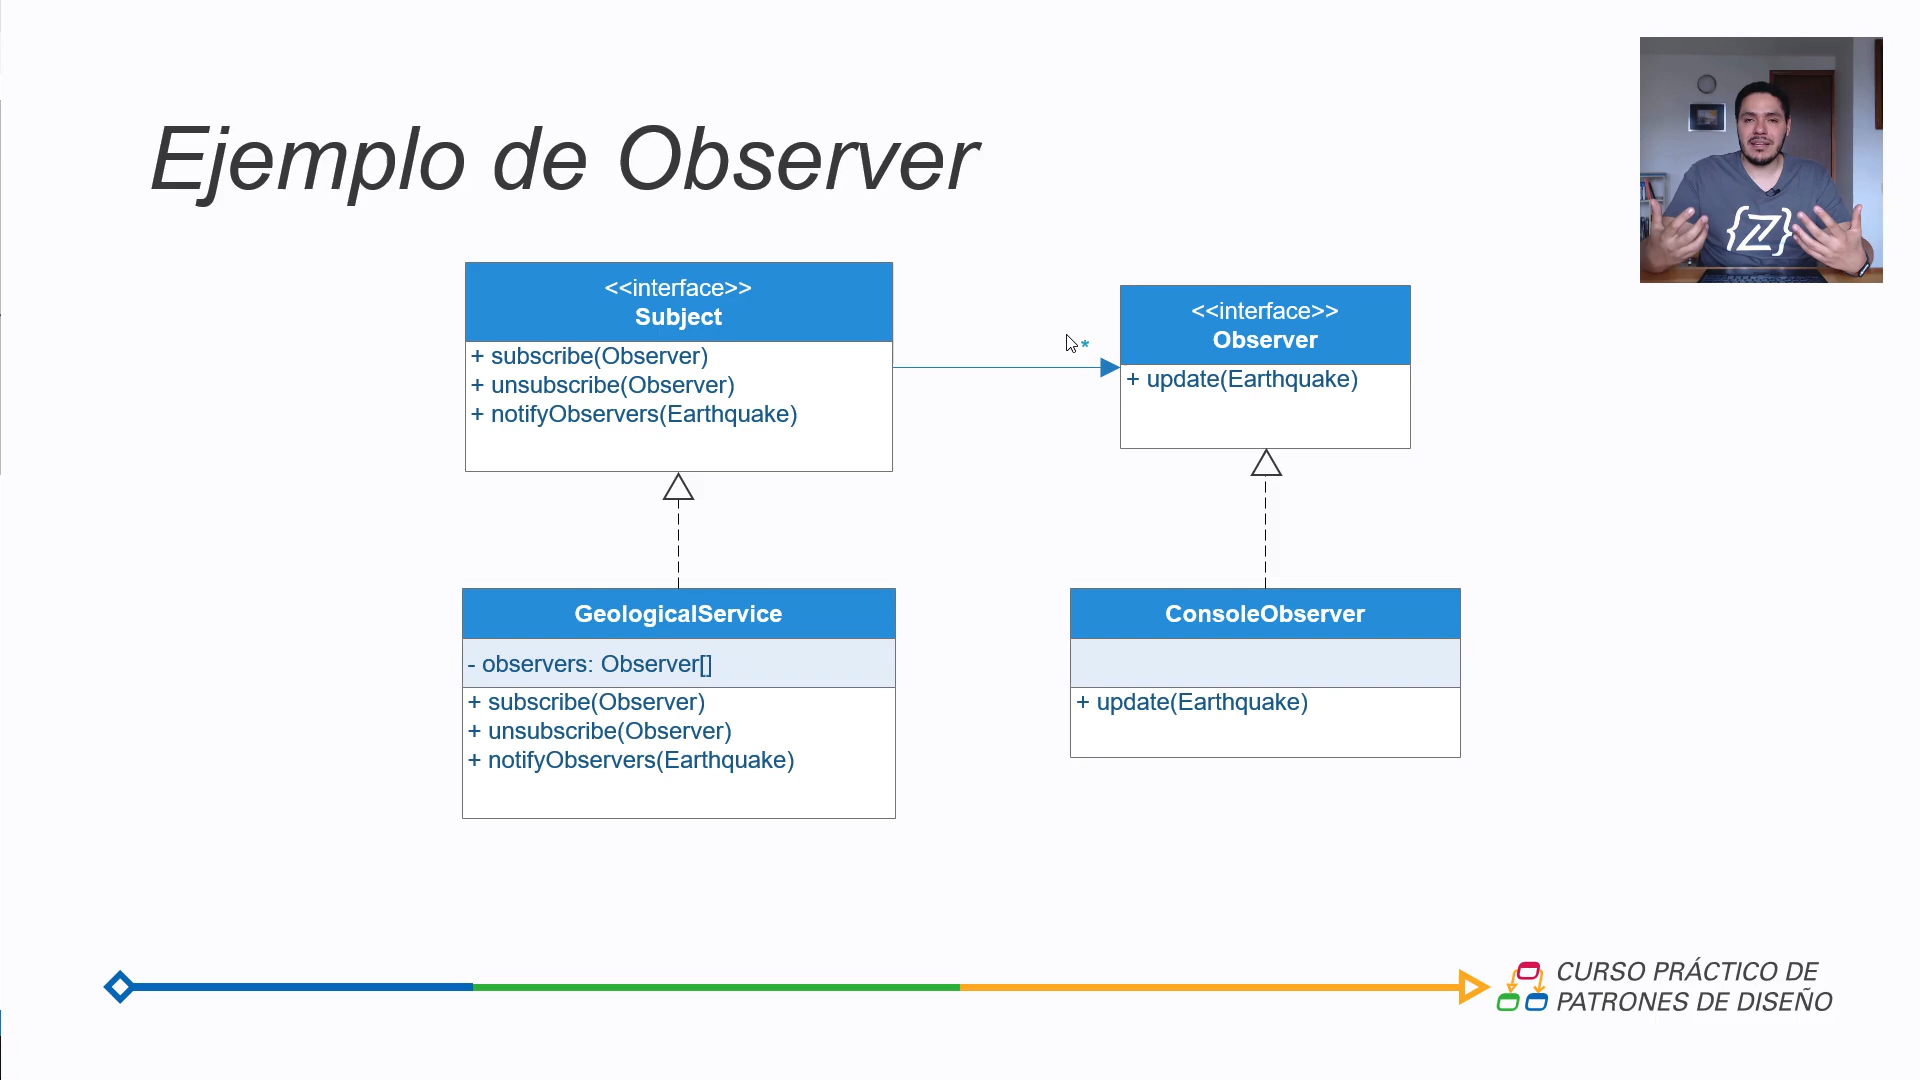 Ejemplo de Observer
<<interface>>
Subject
+ subscribe(Observer)
+ unsubscribe(Observer)
+ notifyObservers(Earthquake)
*
<<interface>>
Observer
+ update(Earthquake)
GeologicalService
- observers: Observer[]
+ subscribe(Observer)
+ unsubscribe(Observer)
+ notifyObservers(Earthquake)
ConsoleObserver
+ update(Earthquake)
{Z}
CURSO PRÁCTICO DE
PATRONES DE DISEÑO